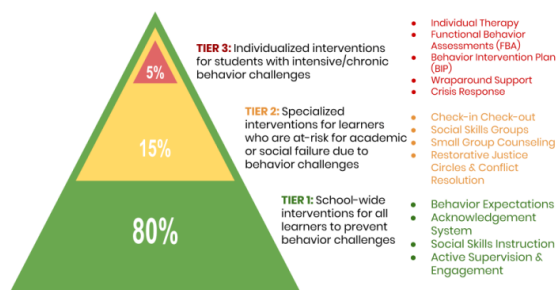 TIER 3: Individualized interventions
for students with intensive/chronic
behavior challenges
5%
• Individual Therapy
• Functional Behavior
Assessments (FBA)
• Behavior Intervention Plan
(BIP)
• Wraparound Support
• Crisis Response
TIER 2: Specialized
interventions for learners
who are at-risk for academic
or social failure due to
behavior challenges
15%
• Check-in Check-out
• Social Skills Groups
• Small Group Counseling
• Restorative Justice
Circles & Conflict
Resolution
TIER 1: School-wide
interventions for all
learners to prevent
behavior challenges
80%
• Behavior Expectations
• Acknowledgement
System
• Social Skills Instruction
• Active Supervision &
Engagement